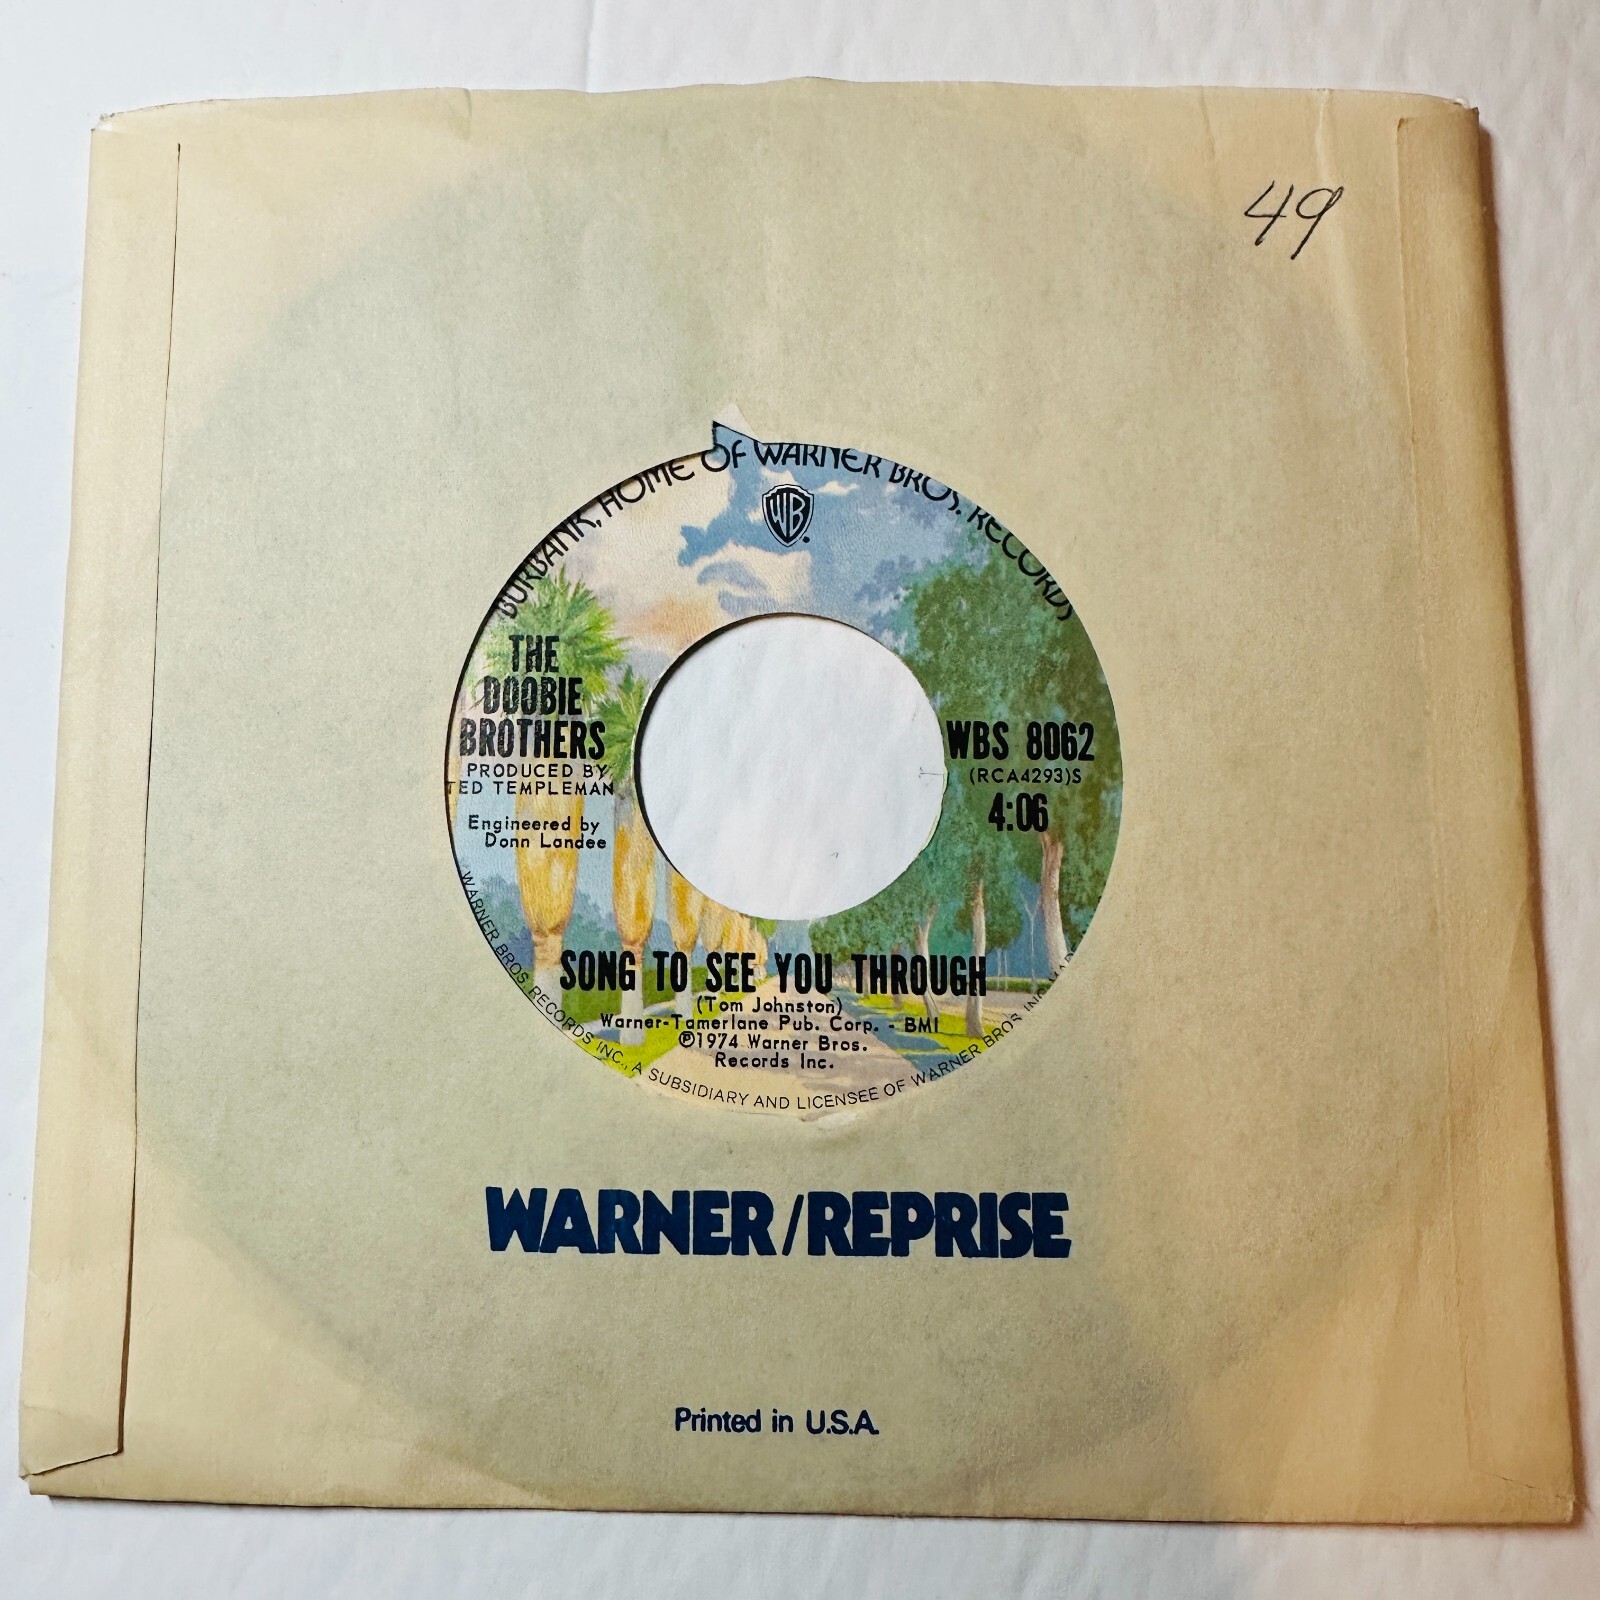 49
BURBANK, HOME OF WARNER BROS. RECORDS
WB
THE
DOOBIE
BROTHERS
PRODUCED BY
TED TEMPLEMAN
Engineered by
Donn Landee
WBS 8062
(RCA4293)S
4:06
SONG TO SEE YOU THROUGH
(Tom Johnston)
Warner-Tamerlane Pub. Corp. - BMI
℗1974 Warner Bros.
Records Inc.
WARNER BROS. RECORDS INC., A SUBSIDIARY AND LICENSEE OF WARNER BROS. INC.
WARNER/REPRISE
Printed in U.S.A.